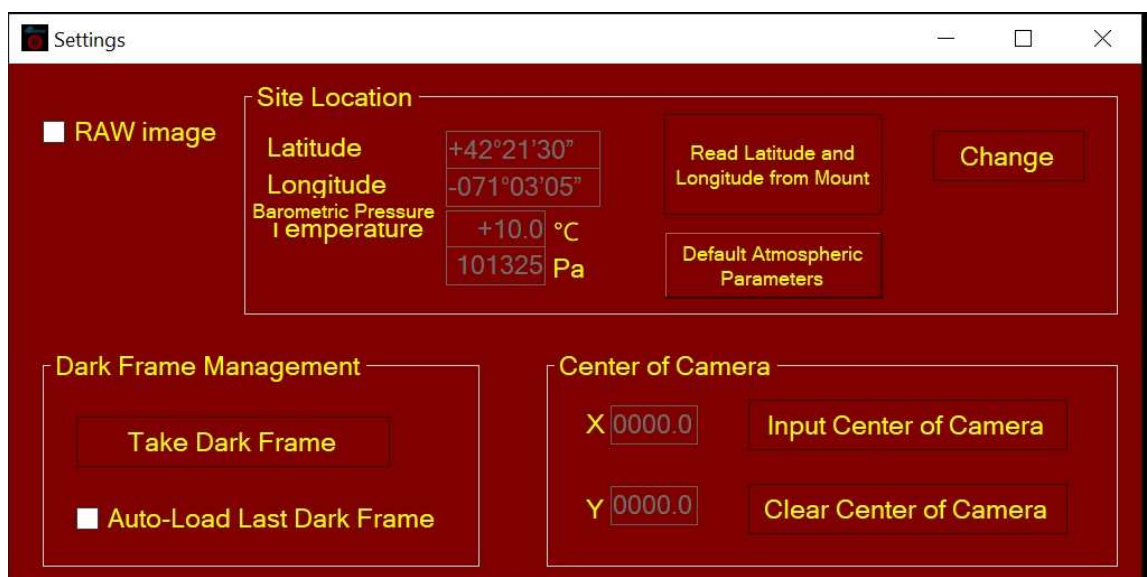 Settings
RAW image
Site Location
Latitude
+42°21'30"
Longitude
-071°03'05"
Barometric Pressure
Temperature
+10.0 °C
101325 Pa
Read Latitude and
Longitude from Mount
Default Atmospheric
Parameters
Change
Dark Frame Management
Take Dark Frame
Auto-Load Last Dark Frame
Center of Camera
X 0000.0
Input Center of Camera
Y 0000.0
Clear Center of Camera